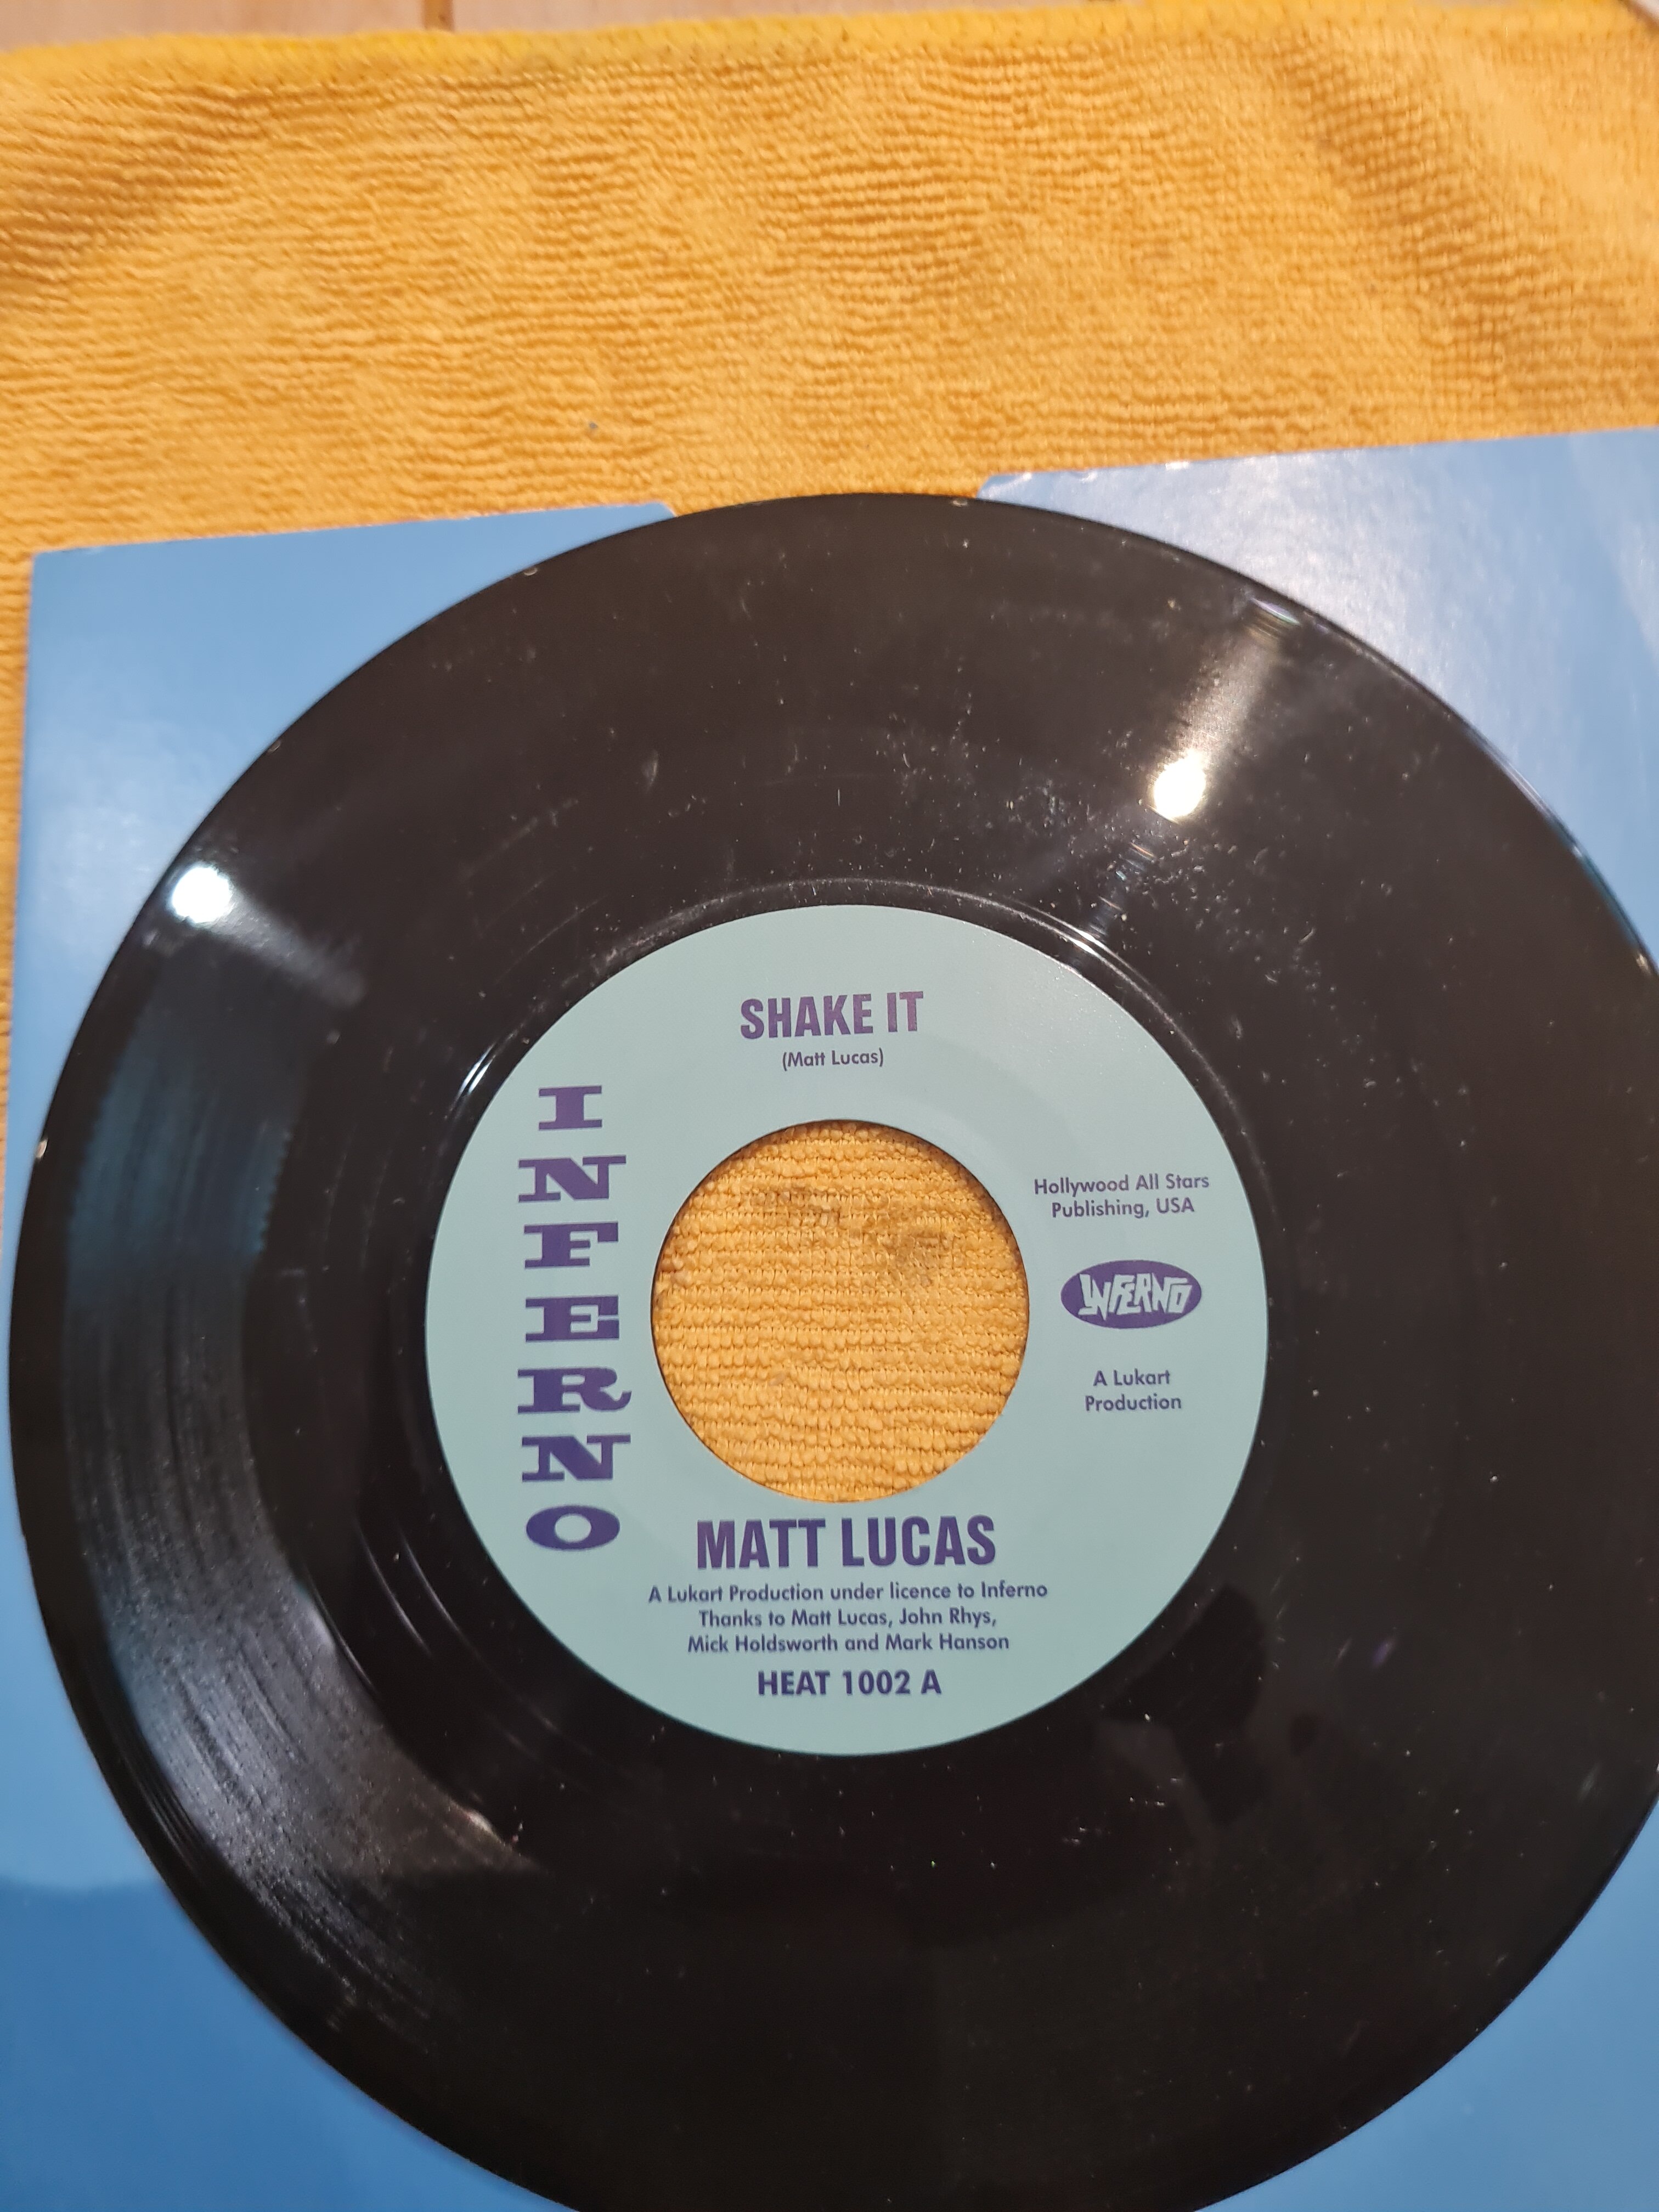 SHAKE IT
(Matt Lucas)
INFERNO
Hollywood All Stars
Publishing, USA
INFERNO
A Lukart
Production
MATT LUCAS
A Lukart Production under licence to Inferno
Thanks to Matt Lucas, John Rhys,
Mick Holdsworth and Mark Hanson
HEAT 1002 A